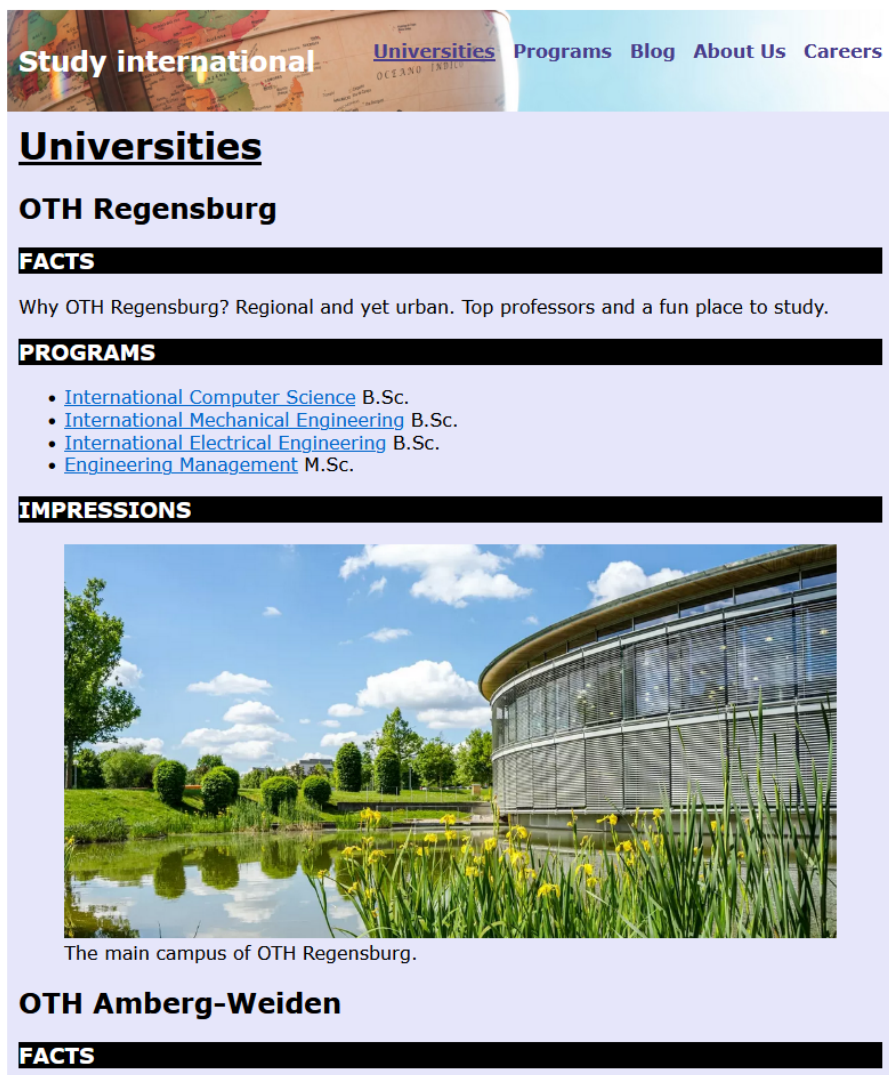 Study international
Universities Programs Blog About Us Careers
OCEANO INDICO
Universities
OTH Regensburg
FACTS
Why OTH Regensburg? Regional and yet urban. Top professors and a fun place to study.
PROGRAMS
• International Computer Science B.Sc.
• International Mechanical Engineering B.Sc.
• International Electrical Engineering B.Sc.
• Engineering Management M.Sc.
IMPRESSIONS
The main campus of OTH Regensburg.
OTH Amberg-Weiden
FACTS